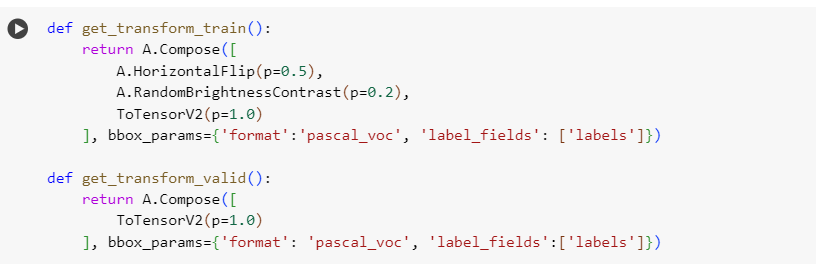 def get_transform_train():
    return A.Compose([
        A.HorizontalFlip(p=0.5),
        A.RandomBrightnessContrast(p=0.2),
        ToTensorV2(p=1.0)
    ], bbox_params={'format':'pascal_voc', 'label_fields': ['labels']})

def get_transform_valid():
    return A.Compose([
        ToTensorV2(p=1.0)
    ], bbox_params={'format': 'pascal_voc', 'label_fields':['labels']})